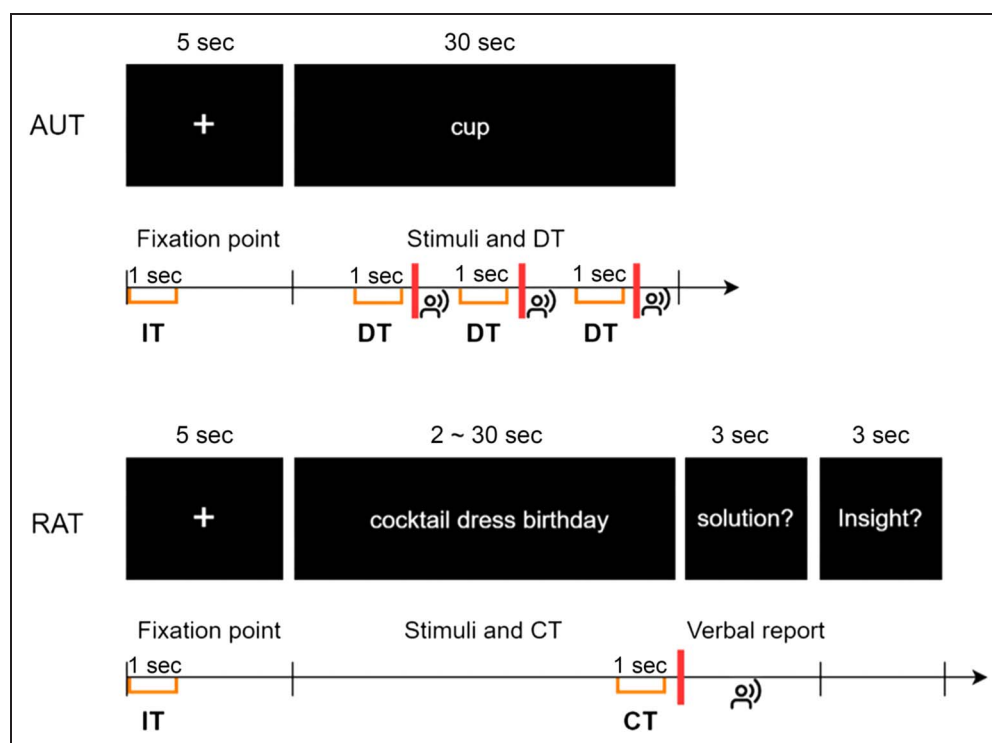 5 sec 30 sec
AUT + cup
Fixation point Stimuli and DT
1 sec 1 sec 1 sec 1 sec
IT DT DT DT
5 sec 2 ~ 30 sec 3 sec 3 sec
RAT + cocktail dress birthday solution? Insight?
Fixation point Stimuli and CT Verbal report
1 sec 1 sec
IT CT